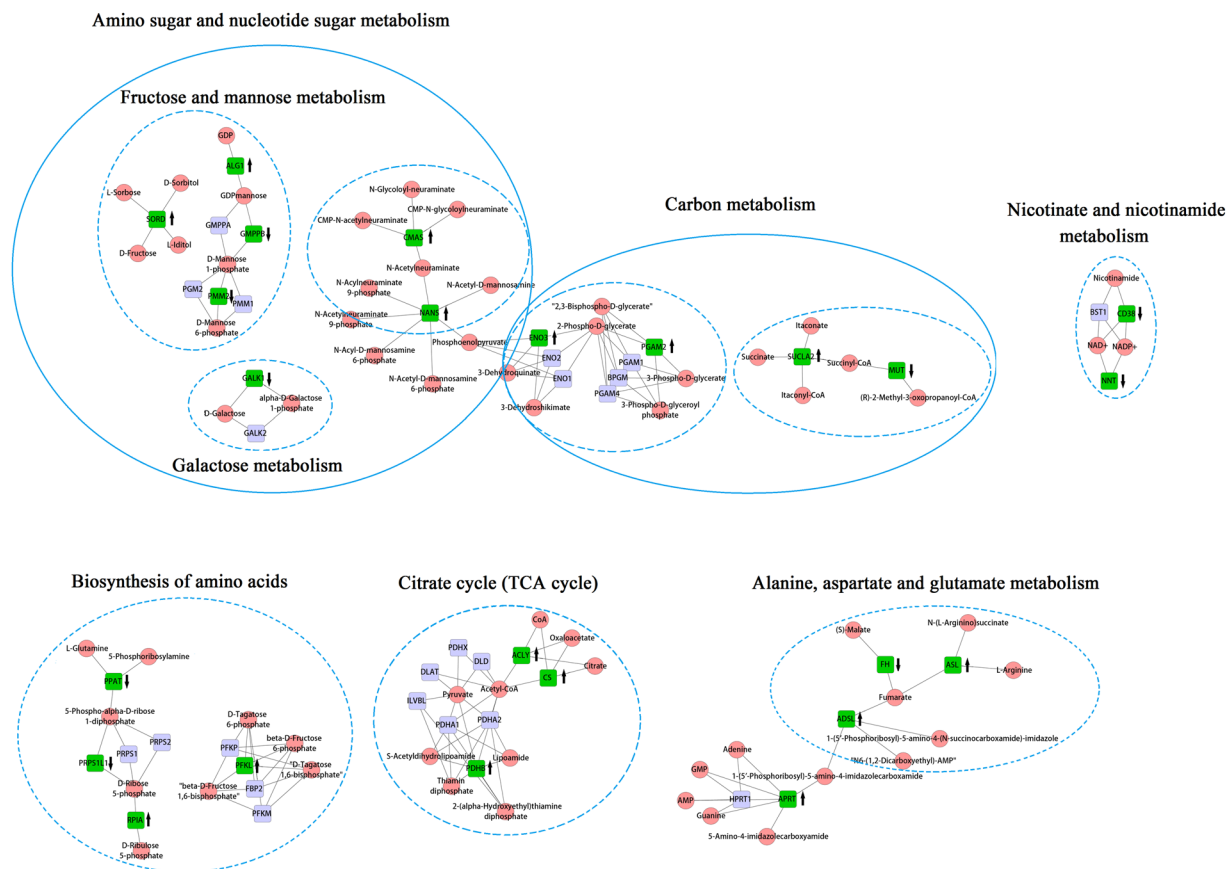 Amino sugar and nucleotide sugar metabolism
Fructose and mannose metabolism
GDP
ALG1
L-Sorbose
D-Sorbitol
GDPmannose
SORD
GMPPA
GMPPB
D-Fructose
L-Iditol
D-Mannose
1-phosphate
PGM2
PMM2
PMM1
D-Mannose
6-phosphate
GALK1
alpha-D-Galactose
1-phosphate
D-Galactose
GALK2
Galactose metabolism
N-Glycoloyl-neuraminate
CMP-N-acetylneuraminate
CMP-N-glycoloylneuraminate
CMAS
N-Acetylneuraminate
N-Acylneuraminate
9-phosphate
N-Acetyl-D-mannosamine
N-Acetylneuraminate
9-phosphate
NANS
Phosphoenolpyruvate
N-Acyl-D-mannosamine
6-phosphate
N-Acetyl-D-mannosamine
6-phosphate
Carbon metabolism
"2,3-Bisphospho-D-glycerate"
2-Phospho-D-glycerate
ENO3
PGAM2
ENO2
PGAM1
3-Dehydroquinate
ENO1
BPGM
3-Phospho-D-glycerate
PGAM4
3-Dehydroshikimate
3-Phospho-D-glyceroyl
phosphate
Itaconate
Succinate
SUCLA2
Succinyl-CoA
MUT
Itaconyl-CoA
(R)-2-Methyl-3-oxopropanoyl-CoA
Nicotinate and nicotinamide
metabolism
Nicotinamide
BST1
CD38
NAD+
NADP+
NNT
Biosynthesis of amino acids
L-Glutamine
5-Phosphoribosylamine
PPAT
5-Phospho-alpha-D-ribose
1-diphosphate
PRPS1
PRPS2
PRPS1L1
D-Ribose
5-phosphate
RPIA
D-Ribulose
5-phosphate
D-Tagatose
6-phosphate
PFKP
beta-D-Fructose
6-phosphate
PFKL
"D-Tagatose
1,6-bisphosphate"
"beta-D-Fructose
1,6-bisphosphate"
FBP2
PFKM
Citrate cycle (TCA cycle)
CoA
PDHX
Oxaloacetate
DLD
ACLY
DLAT
CS
Citrate
Pyruvate
Acetyl-CoA
ILVBL
PDHA1
PDHA2
S-Acetyldihydrolipoamide
Lipoamide
PDHB
Thiamin
diphosphate
2-(alpha-Hydroxyethyl)thiamine
diphosphate
Alanine, aspartate and glutamate metabolism
(S)-Malate
N-(L-Arginino)succinate
FH
ASL
L-Arginine
Fumarate
ADSL
1-(5'-Phosphoribosyl)-5-amino-4-(N-succinocarboxamide)-imidazole
Adenine
"N6-(1,2-Dicarboxyethyl)-AMP"
GMP
1-(5'-Phosphoribosyl)-5-amino-4-imidazolecarboxamide
AMP
HPRT1
APRT
Guanine
5-Amino-4-imidazolecarboxyamide